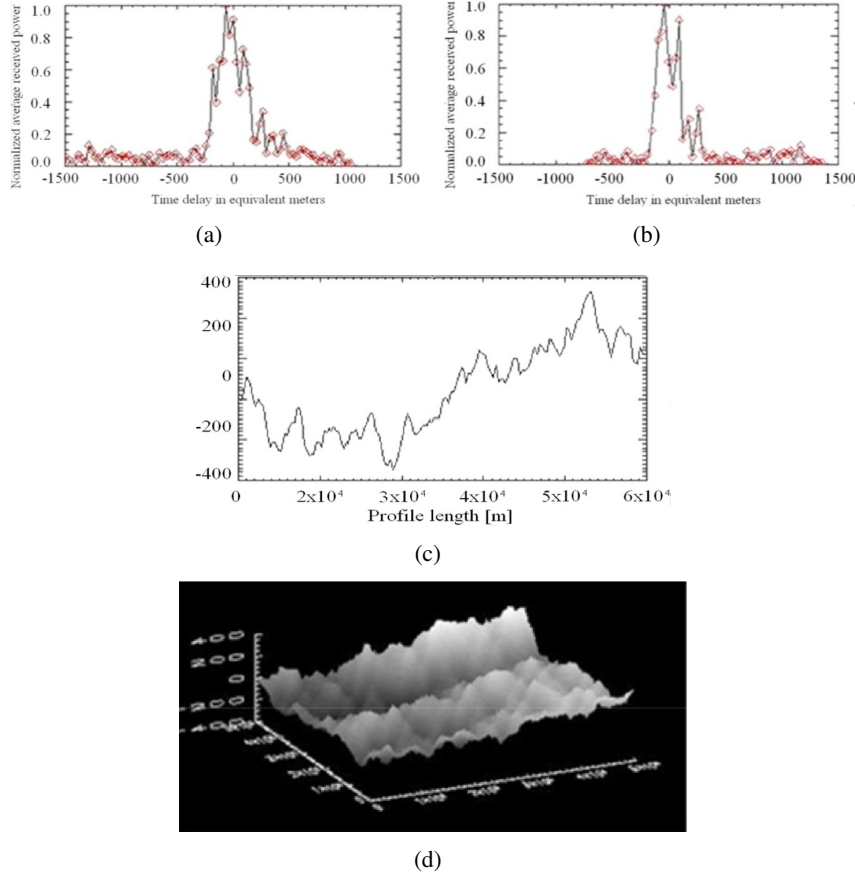 Normalized average received power
1.0
0.8
0.6
0.4
0.2
0.0
-1500 -1000 -500 0 500 1000 1500
Time delay in equivalent meters
(a)
Normalized average received power
1.0
0.8
0.6
0.4
0.2
0.0
-1500 -1000 -500 0 500 1000 1500
Time delay in equivalent meters
(b)
400
200
0
-200
-400
0 2x10⁴ 3x10⁴ 4x10⁴ 5x10⁴ 6x10⁴
Profile length [m]
(c)
400
200
0
-200
-400
(d)